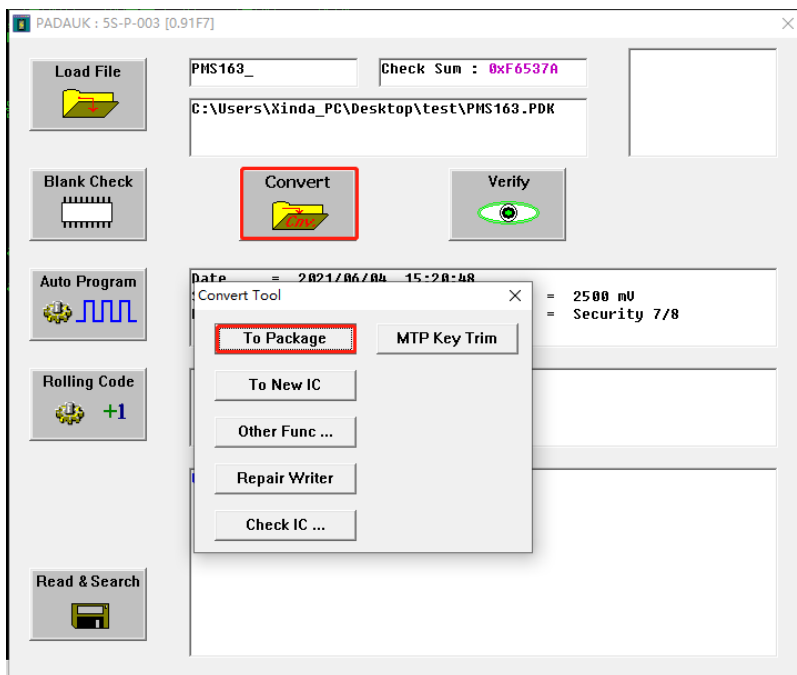 PADAUK : 5S-P-003 [0.91F7]
Load File
PMS163_
Check Sum : 0xF6537A
C:\Users\Xinda_PC\Desktop\test\PMS163.PDK
Blank Check
Convert
Cnv.
Verify
Auto Program
Date = 2021/06/04 15:20:48
= 2500 mV
= Security 7/8
Convert Tool
To Package
MTP Key Trim
To New IC
Other Func ...
Repair Writer
Check IC ...
Rolling Code
+1
Read & Search